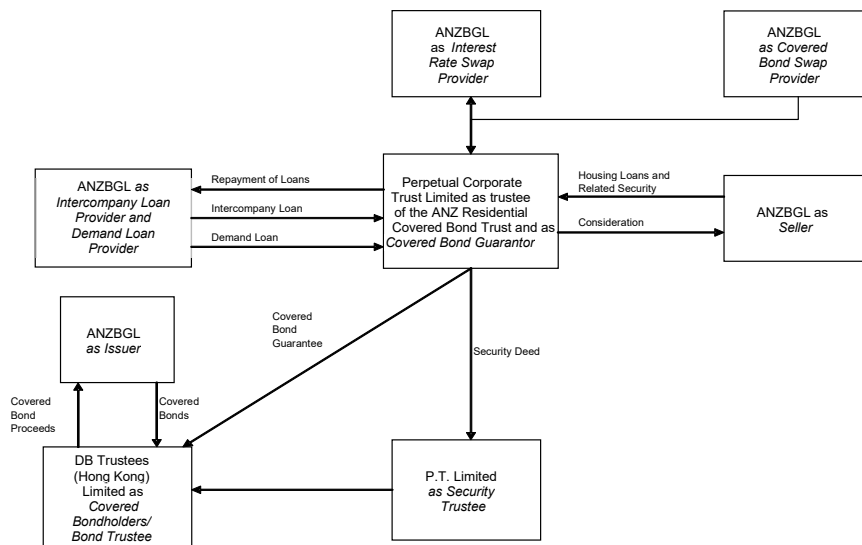 ANZBGL
as Interest
Rate Swap
Provider
ANZBGL
as Covered
Bond Swap
Provider
ANZBGL as
Intercompany Loan
Provider and
Demand Loan
Provider
Repayment of Loans
Intercompany Loan
Demand Loan
Perpetual Corporate
Trust Limited as trustee
of the ANZ Residential
Covered Bond Trust and as
Covered Bond Guarantor
Housing Loans and
Related Security
Consideration
ANZBGL as
Seller
ANZBGL
as Issuer
Covered
Bond
Guarantee
Security Deed
Covered
Bond
Proceeds
Covered
Bonds
DB Trustees
(Hong Kong)
Limited as
Covered
Bondholders/
Bond Trustee
P.T. Limited
as Security
Trustee